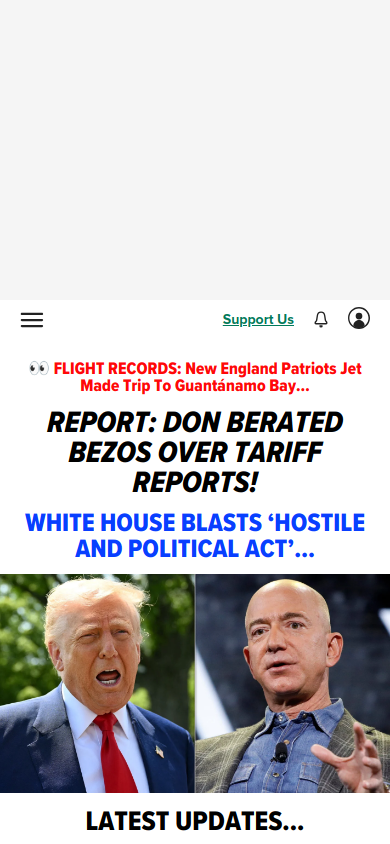 Support Us
👀 FLIGHT RECORDS: New England Patriots Jet
Made Trip To Guantánamo Bay...
REPORT: DON BERATED
BEZOS OVER TARIFF
REPORTS!
WHITE HOUSE BLASTS ‘HOSTILE
AND POLITICAL ACT’...
LATEST UPDATES...